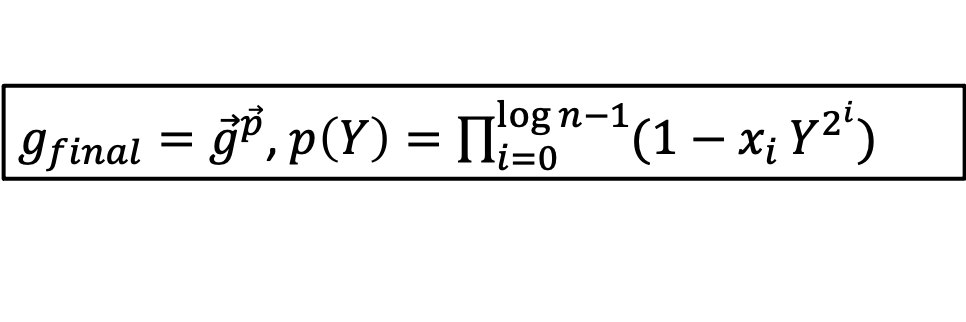 g_{final} = \vec{g}^{\vec{p}}, p(Y) = \prod_{i=0}^{\log n-1}(1 - x_i Y^{2^i})